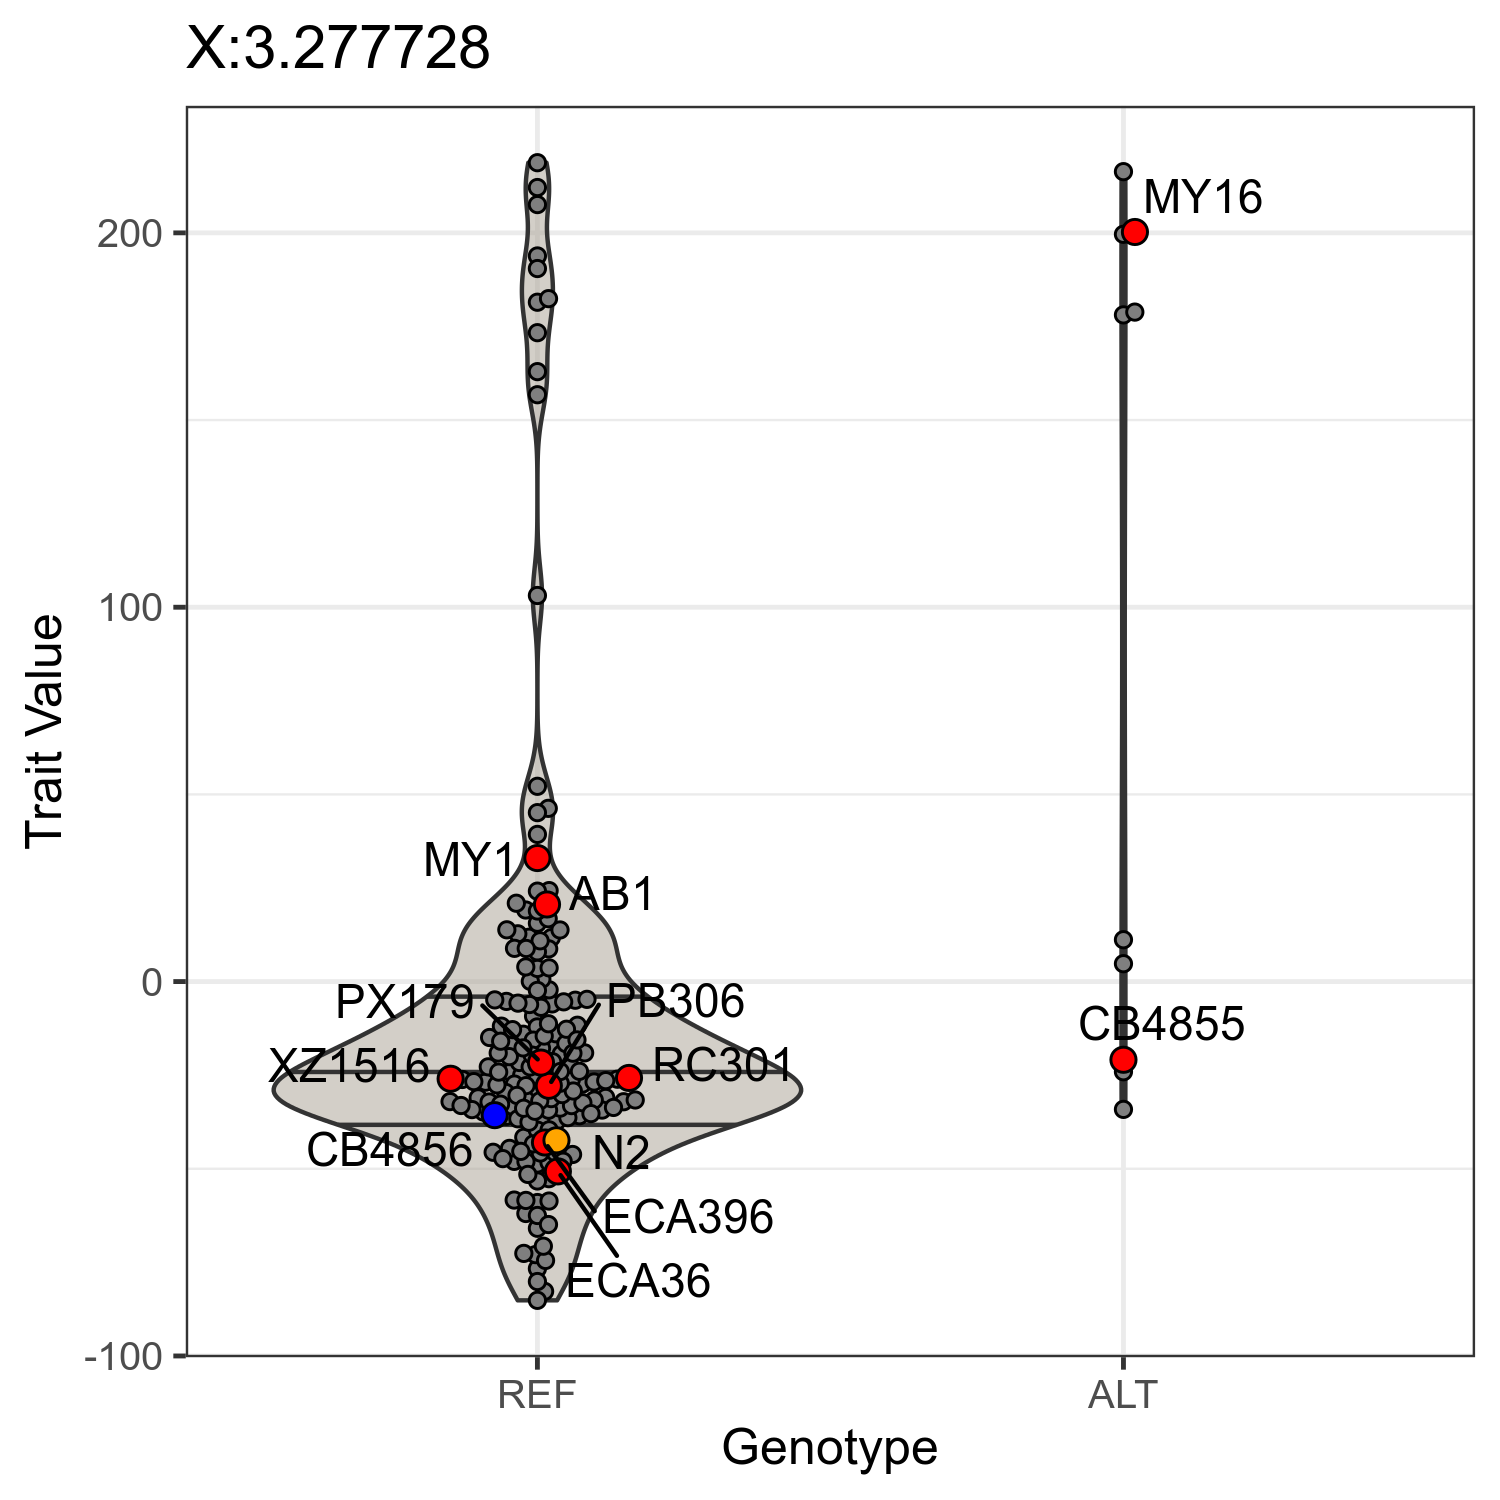 X:3.277728
200
100
0
-100
Trait Value
MY16
MY1
AB1
PX179
PB306
CB4855
XZ1516
RC301
CB4856
N2
ECA396
ECA36
REF
ALT
Genotype